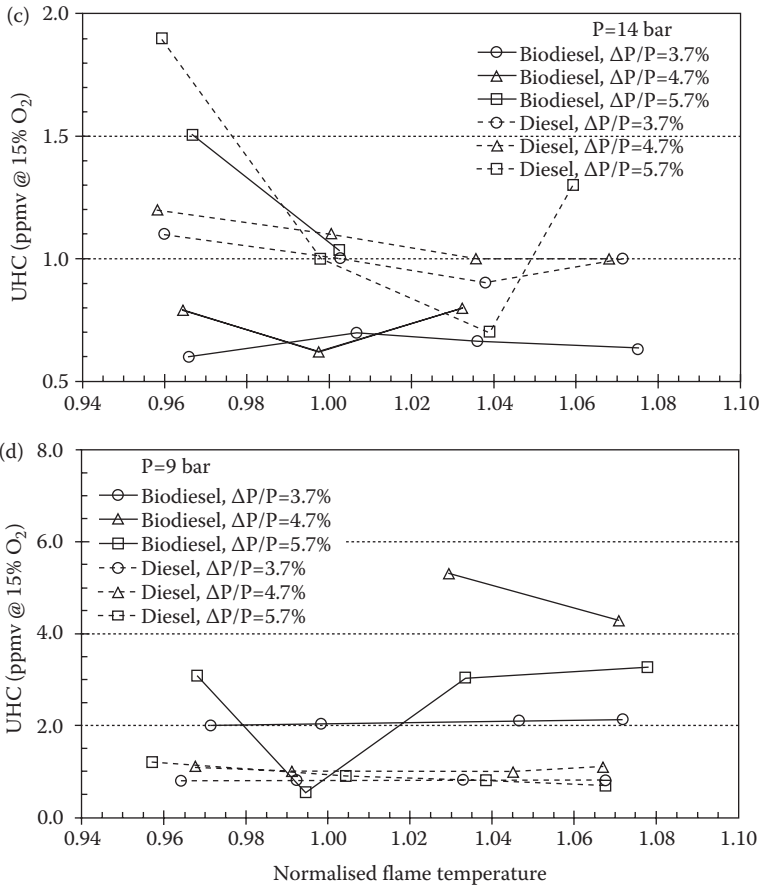 (c)
2.0
1.5
1.0
0.5
UHC (ppmv @ 15% O₂)
P=14 bar
Biodiesel, ΔP/P=3.7%
Biodiesel, ΔP/P=4.7%
Biodiesel, ΔP/P=5.7%
Diesel, ΔP/P=3.7%
Diesel, ΔP/P=4.7%
Diesel, ΔP/P=5.7%
0.94 0.96 0.98 1.00 1.02 1.04 1.06 1.08 1.10
(d)
8.0
6.0
4.0
2.0
0.0
UHC (ppmv @ 15% O₂)
P=9 bar
Biodiesel, ΔP/P=3.7%
Biodiesel, ΔP/P=4.7%
Biodiesel, ΔP/P=5.7%
Diesel, ΔP/P=3.7%
Diesel, ΔP/P=4.7%
Diesel, ΔP/P=5.7%
0.94 0.96 0.98 1.00 1.02 1.04 1.06 1.08 1.10
Normalised flame temperature